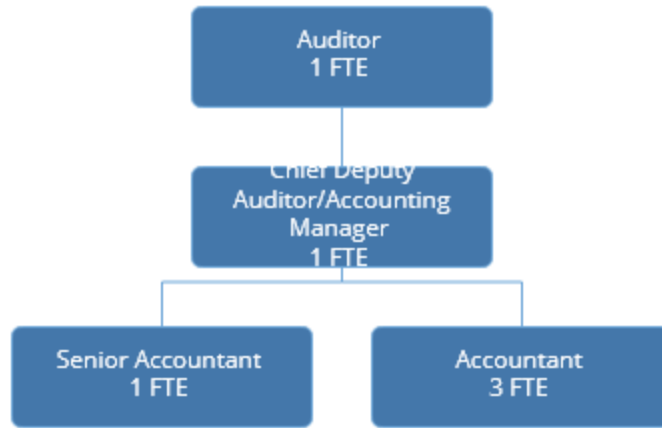 Auditor
1 FTE
Chief Deputy
Auditor/Accounting
Manager
1 FTE
Senior Accountant
1 FTE
Accountant
3 FTE